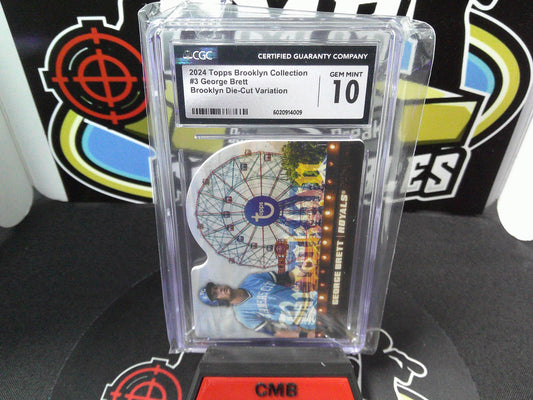 CGC
CERTIFIED GUARANTY COMPANY
2024 Topps Brooklyn Collection
#3 George Brett
Brooklyn Die-Cut Variation
GEM MINT
10
6020914009
GEORGE BRETT | ROYALS
CMB